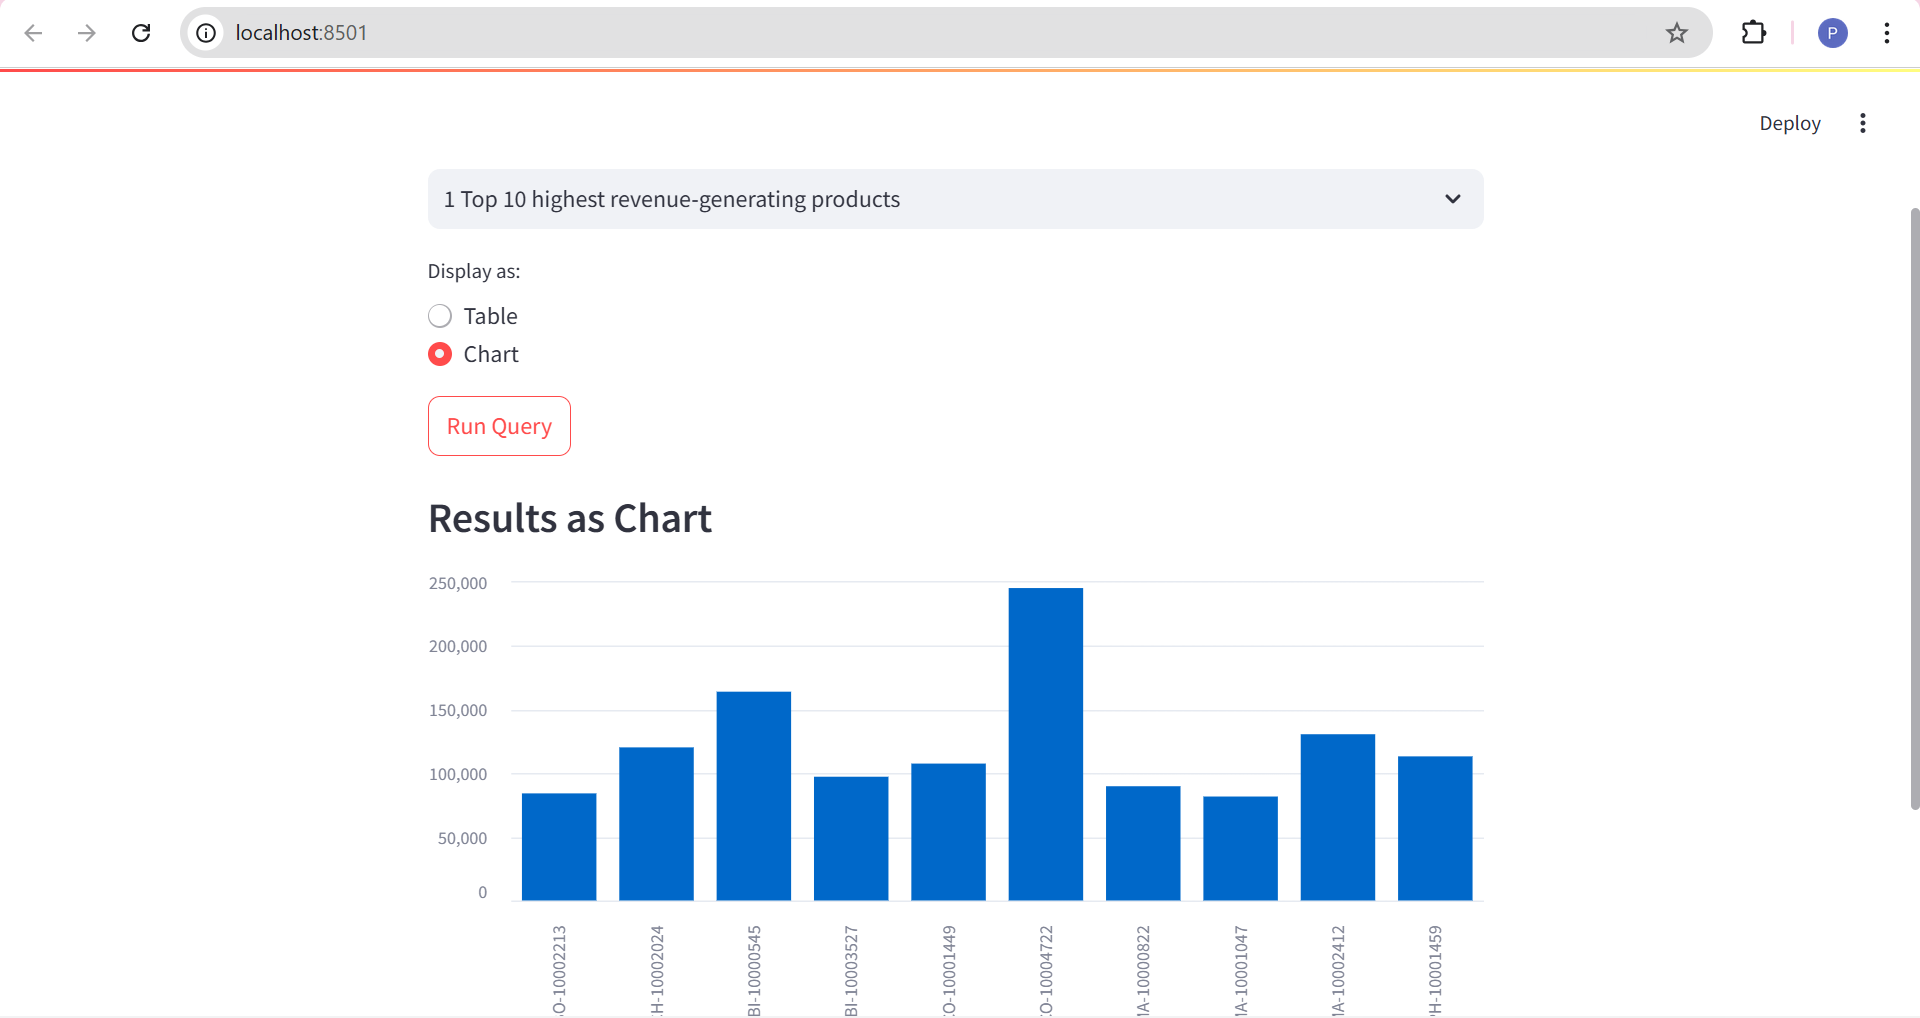 localhost:8501
P
Deploy
1 Top 10 highest revenue-generating products
Display as:
Table
Chart
Run Query
Results as Chart
250,000
200,000
150,000
100,000
50,000
0
O-10002213
H-10002024
BI-10000545
BI-10003527
O-10001449
O-10004722
A-10000822
A-10001047
A-10002412
PH-10001459